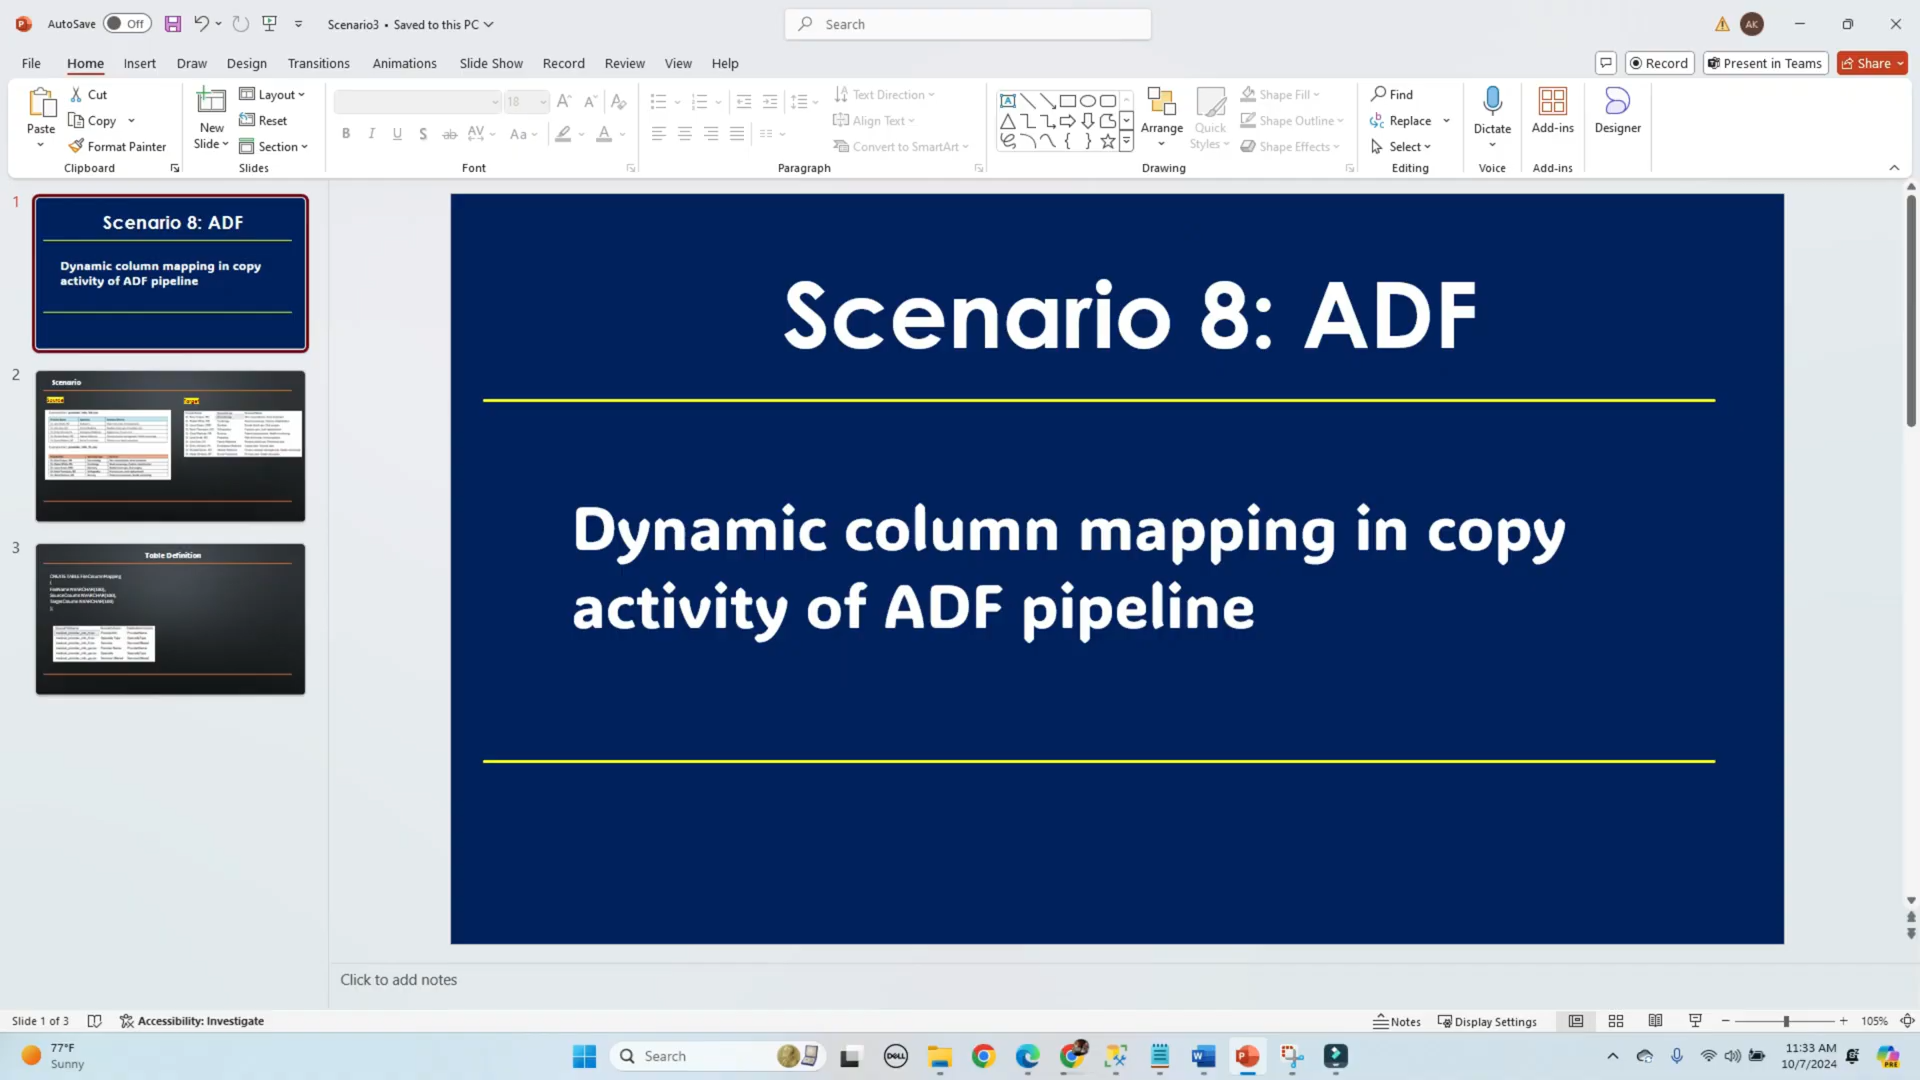 AutoSave Off Scenario3 • Saved to this PC Search AK
File Home Insert Draw Design Transitions Animations Slide Show Record Review View Help Record Present in Teams Share
Paste Cut Copy Format Painter Clipboard
New Slide Layout Reset Section Slides
18 Font
Text Direction Align Text Convert to SmartArt Paragraph
Arrange Quick Styles Shape Fill Shape Outline Shape Effects Drawing
Find Replace Select Editing
Dictate Voice
Add-ins Add-ins
Designer
1
Scenario 8: ADF
Dynamic column mapping in copy
activity of ADF pipeline
2
Scenario
Source
Target
3
Table Definition
Scenario 8: ADF
Dynamic column mapping in copy
activity of ADF pipeline
Click to add notes
Slide 1 of 3 Accessibility: Investigate Notes Display Settings 105%
77°F
Sunny
Search
DELL
11:33 AM
10/7/2024
PRE